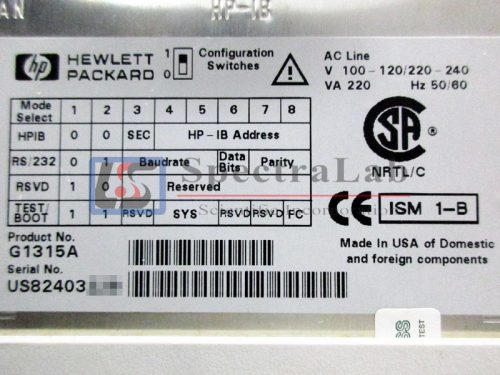 AN HP-IB
hp HEWLETT PACKARD
1 0 Configuration Switches
AC Line
V 100-120/220-240
VA 220 Hz 50/60
Mode Select 1 2 3 4 5 6 7 8
HPIB 0 0 SEC HP-IB Address
RS/232 0 1 Baudrate Data Bits Parity
RSVD 1 0 Reserved
TEST/BOOT 1 1 RSVD SYS RSVD RSVD FC
SpectraLab
Scientific Incorporation
SA ®
NRTL/C
CE ISM 1-B
Product No.
G1315A
Serial No.
US82403
Made in USA of Domestic
and foreign components
TEST